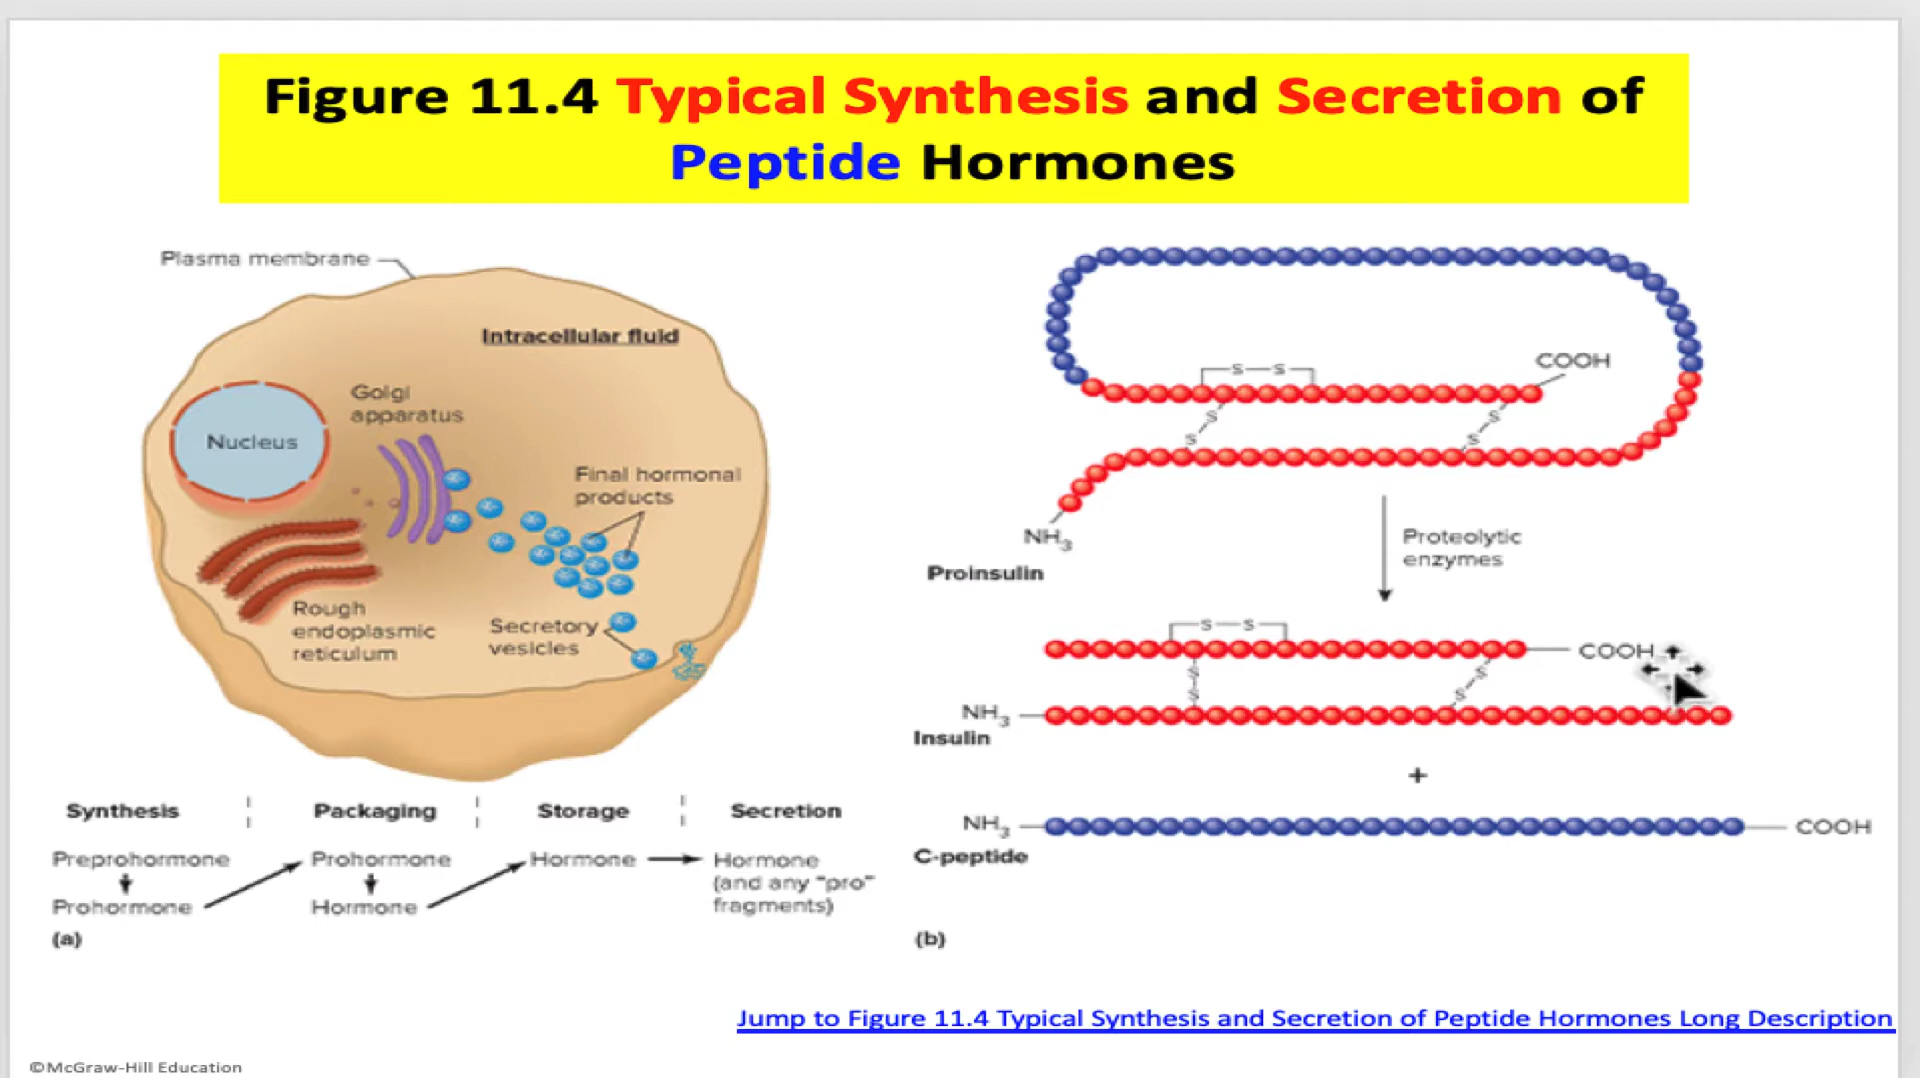 Figure 11.4 Typical Synthesis and Secretion of
Peptide Hormones
Plasma membrane
Intracellular fluid
Golgi
apparatus
Nucleus
Final hormonal
products
Rough
endoplasmic
reticulum
Secretory
vesicles
Synthesis
Packaging
Storage
Secretion
Preprohormone
Prohormone
Hormone
Hormone
(and any "pro"
fragments)
Prohormone
Hormone
(a)
S S
COOH
S
S
S
S
NH3
Proinsulin
Proteolytic
enzymes
S S
COOH
S
S
S
S
NH3
Insulin
+
NH3
COOH
C-peptide
(b)
Jump to Figure 11.4 Typical Synthesis and Secretion of Peptide Hormones Long Description
©McGraw-Hill Education